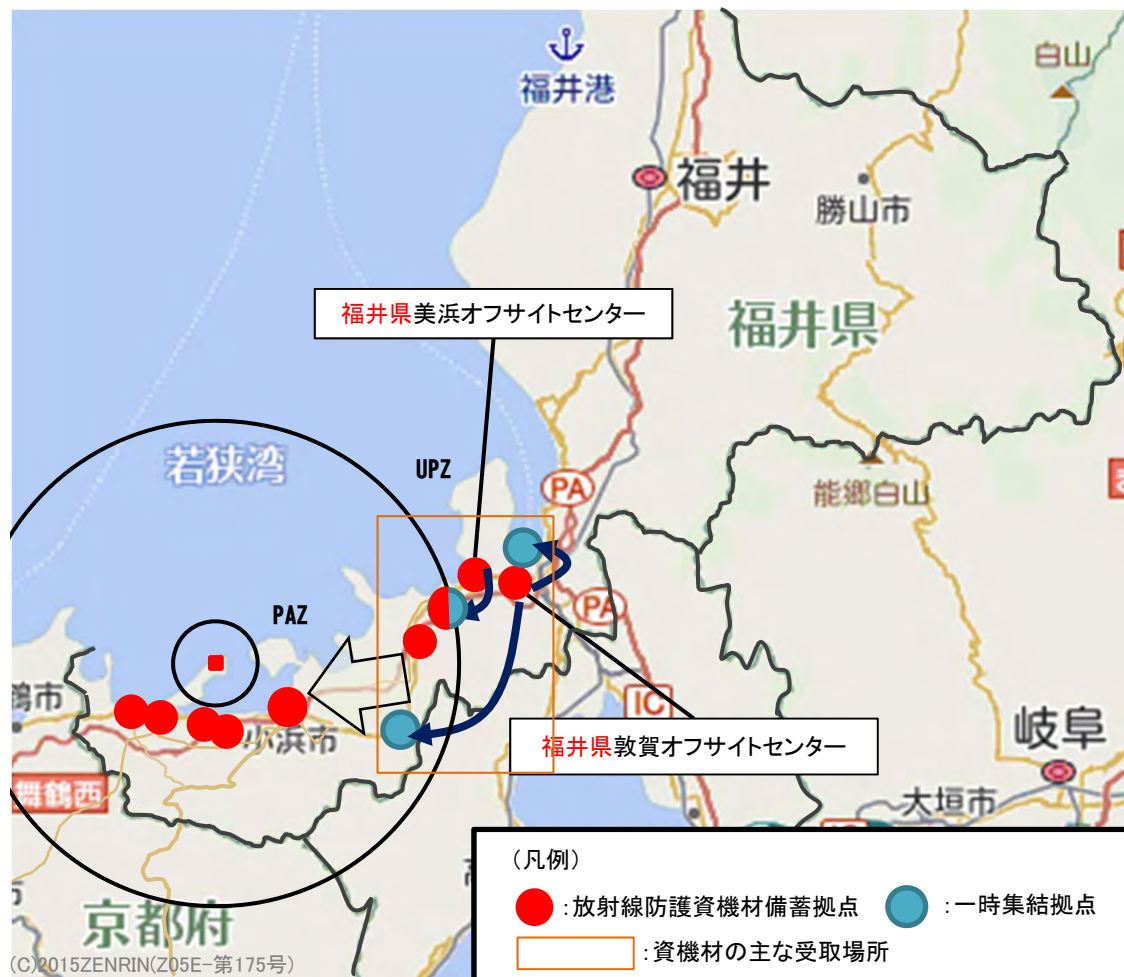 白山
福井港
福井
勝山市
福井県美浜オフサイトセンター
福井県
若狭湾
UPZ
PA
能郷白山
PAZ
PA
鶴市
IC
小浜市
福井県敦賀オフサイトセンター
岐阜
舞鶴西
大垣市
京都府
(C)2015ZENRIN(Z05E-第175号)
(凡例)
:放射線防護資機材備蓄拠点
:一時集結拠点
:資機材の主な受取場所